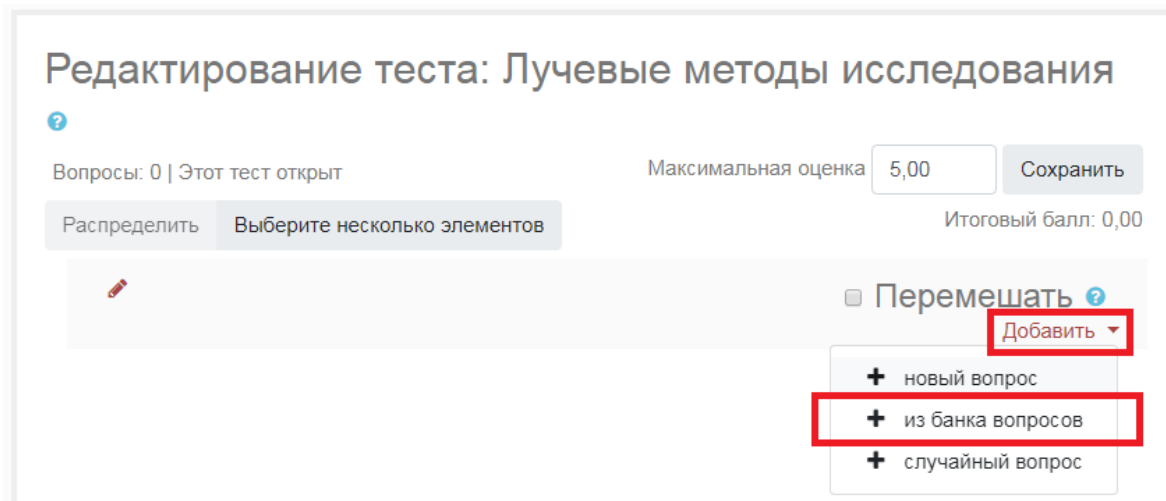 Редактирование теста: Лучевые методы исследования
Вопросы: 0 | Этот тест открыт
Максимальная оценка 5,00 Сохранить
Распределить Выберите несколько элементов
Итоговый балл: 0,00
Перемешать
Добавить
новый вопрос
из банка вопросов
случайный вопрос